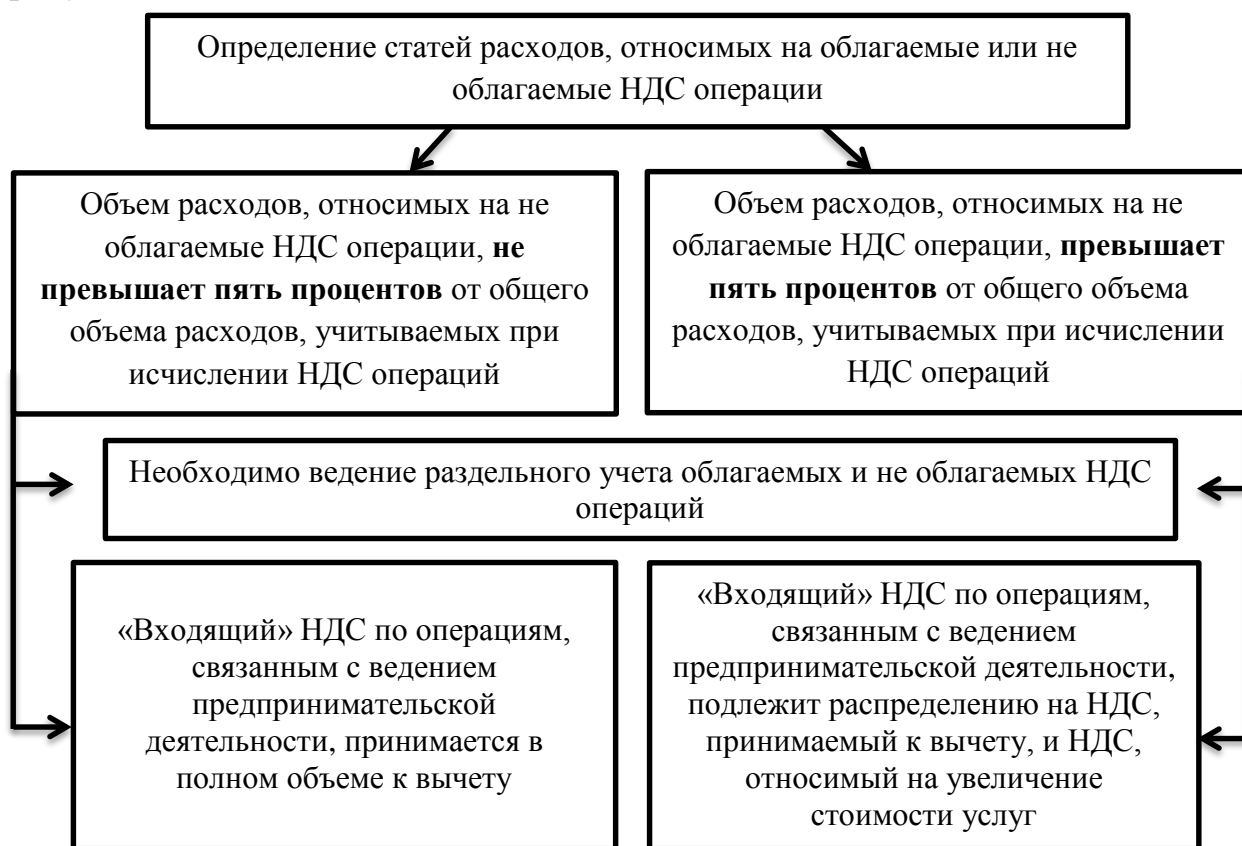 Определение статей расходов, относимых на облагаемые или не
облагаемые НДС операции
Объем расходов, относимых на не
облагаемые НДС операции, не
превышает пять процентов от общего
объема расходов, учитываемых при
исчислении НДС операций
Объем расходов, относимых на не
облагаемые НДС операции, превышает
пять процентов от общего объема
расходов, учитываемых при исчислении
НДС операций
Необходимо ведение раздельного учета облагаемых и не облагаемых НДС
операций
«Входящий» НДС по операциям,
связанным с ведением
предпринимательской
деятельности, принимается в
полном объеме к вычету
«Входящий» НДС по операциям,
связанным с ведением
предпринимательской деятельности,
подлежит распределению на НДС,
принимаемый к вычету, и НДС,
относимый на увеличение
стоимости услуг